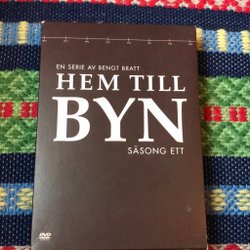 EN SERIE AV BENGT BRATT
HEM TILL
BYN
SÄSONG ETT
DVD